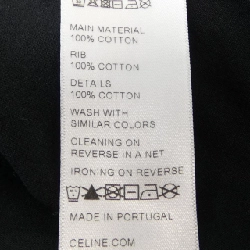 MAIN MATERIAL
100% COTTON
RIB
100% COTTON
DETAILS
100% COTTON
WASH WITH
SIMILAR COLORS
CLEANING ON
REVERSE IN A NET
IRONING ON REVERSE
MADE IN PORTUGAL
CELINE.COM